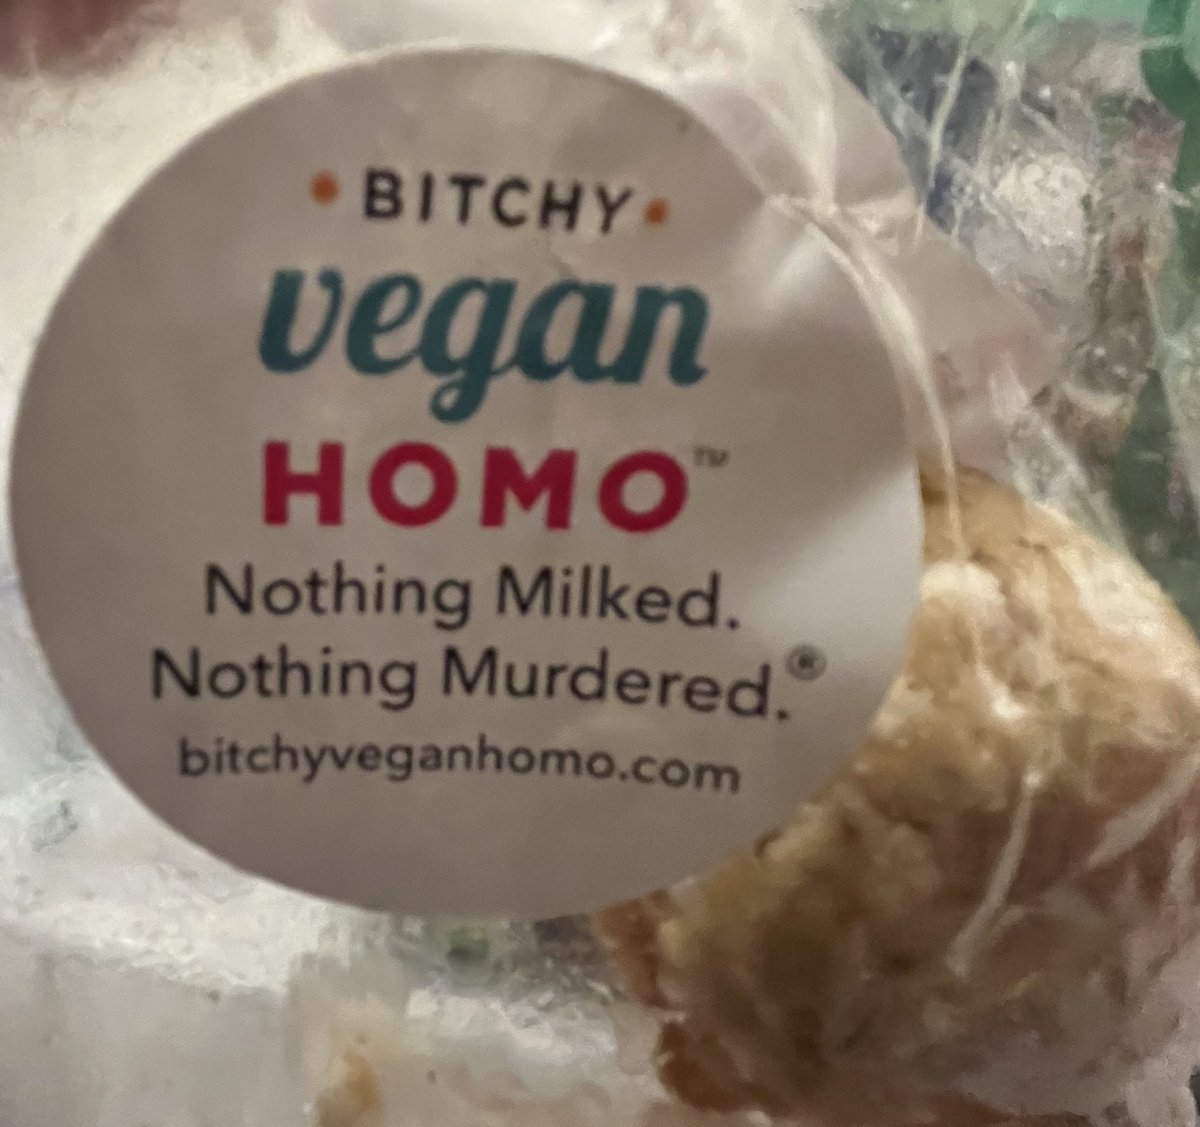 • BITCHY •
vegan
HOMO™
Nothing Milked.
Nothing Murdered.®
bitchyveganhomo.com